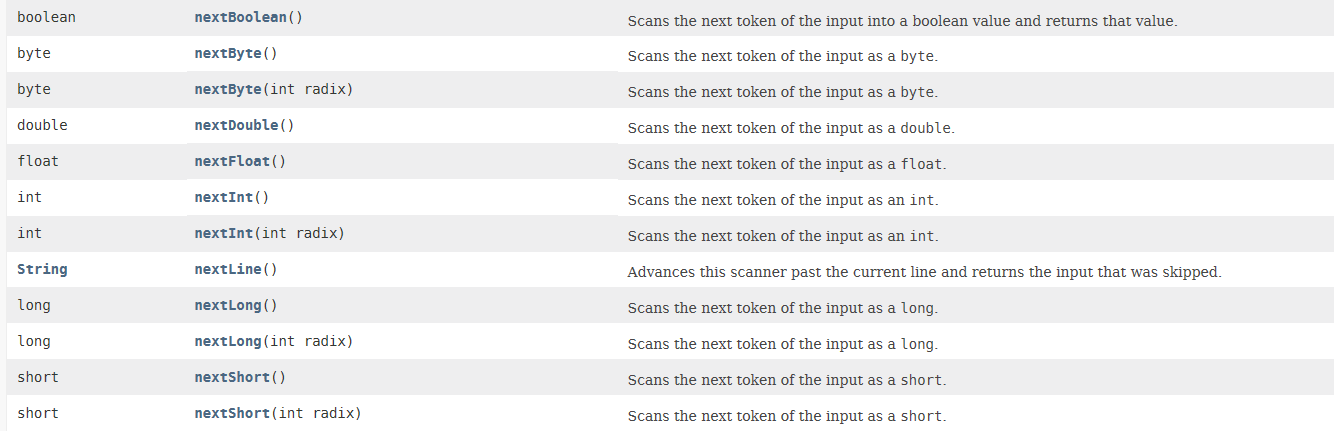 boolean nextBoolean() Scans the next token of the input into a boolean value and returns that value.
byte nextByte() Scans the next token of the input as a byte.
byte nextByte(int radix) Scans the next token of the input as a byte.
double nextDouble() Scans the next token of the input as a double.
float nextFloat() Scans the next token of the input as a float.
int nextInt() Scans the next token of the input as an int.
int nextInt(int radix) Scans the next token of the input as an int.
String nextLine() Advances this scanner past the current line and returns the input that was skipped.
long nextLong() Scans the next token of the input as a long.
long nextLong(int radix) Scans the next token of the input as a long.
short nextShort() Scans the next token of the input as a short.
short nextShort(int radix) Scans the next token of the input as a short.